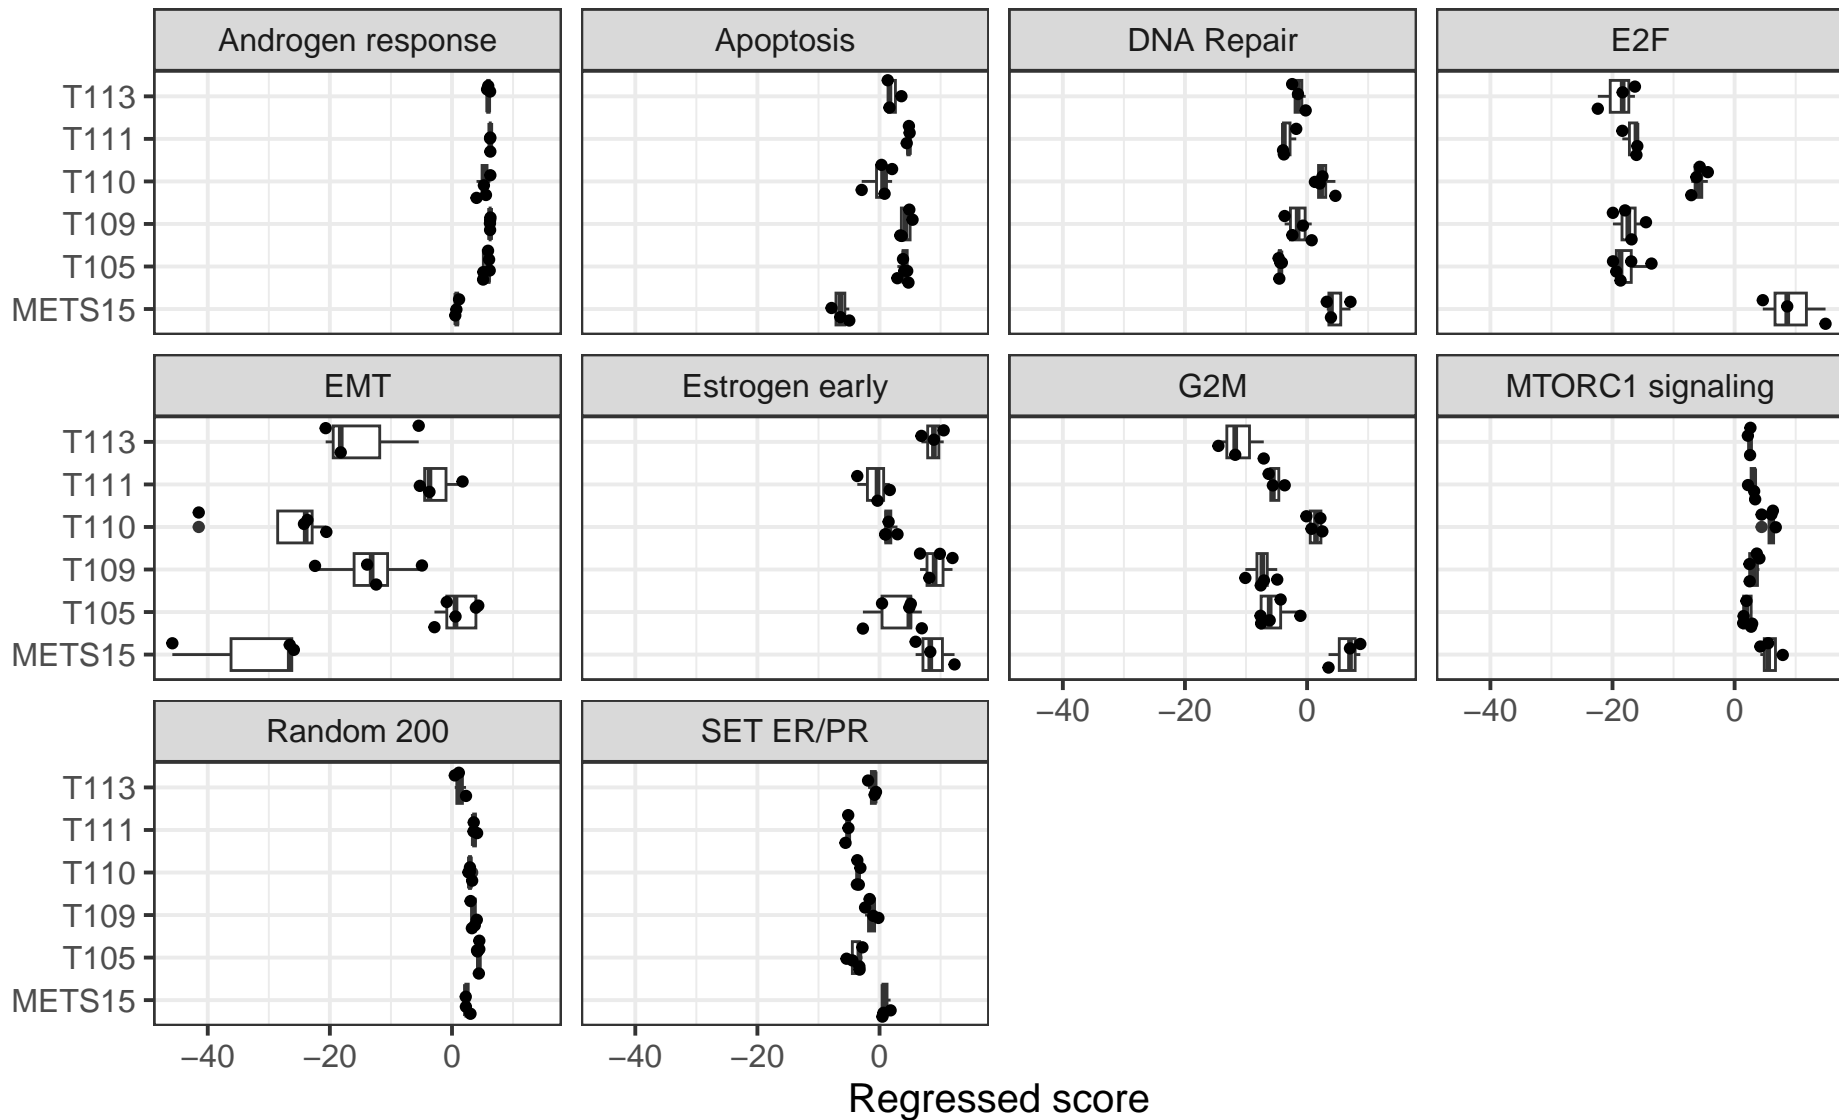 Androgen response
Apoptosis
DNA Repair
E2F
T113
T111
T110
T109
T105
METS15
EMT
Estrogen early
G2M
MTORC1 signaling
T113
T111
T110
T109
T105
METS15
−40 −20 0
−40 −20 0
Random 200
SET ER/PR
T113
T111
T110
T109
T105
METS15
−40 −20 0
−40 −20 0
Regressed score